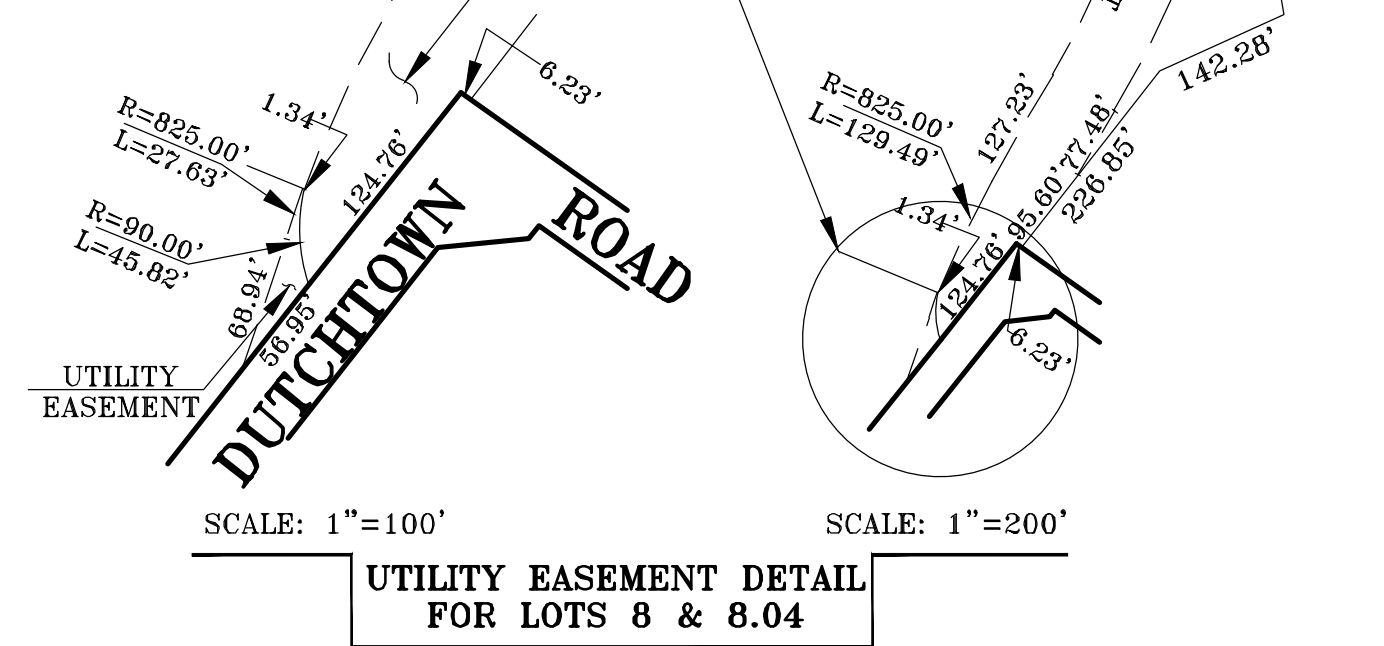 6.23'
1.34'
R=825.00'
L=27.63'
124.76'
R=90.00'
L=45.82'
68.94'
56.95'
UTILITY
EASEMENT
DUTCHTOWN
ROAD
SCALE: 1”=100'
142.28'
R=825.00'
L=129.49'
127.23'
77.48'
95.60'
226.85'
1.34'
124.76'
6.23'
SCALE: 1”=200'
UTILITY EASEMENT DETAIL
FOR LOTS 8 & 8.04